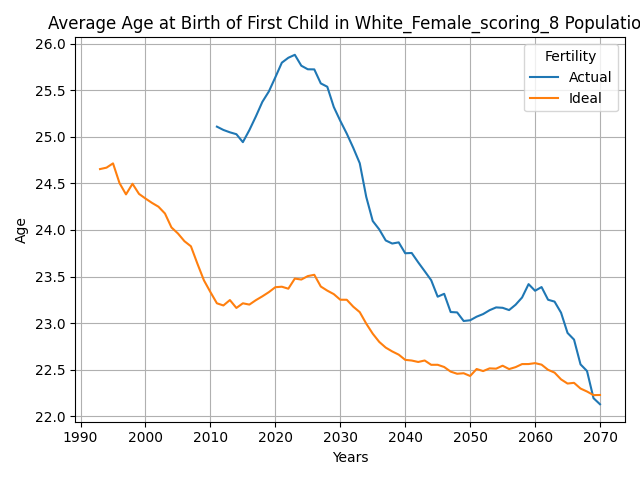 Average Age at Birth of First Child in White_Female_scoring_8 Populatio
26.0
25.5
25.0
24.5
24.0
23.5
23.0
22.5
22.0
Age
Fertility
Actual
Ideal
1990 2000 2010 2020 2030 2040 2050 2060 2070
Years